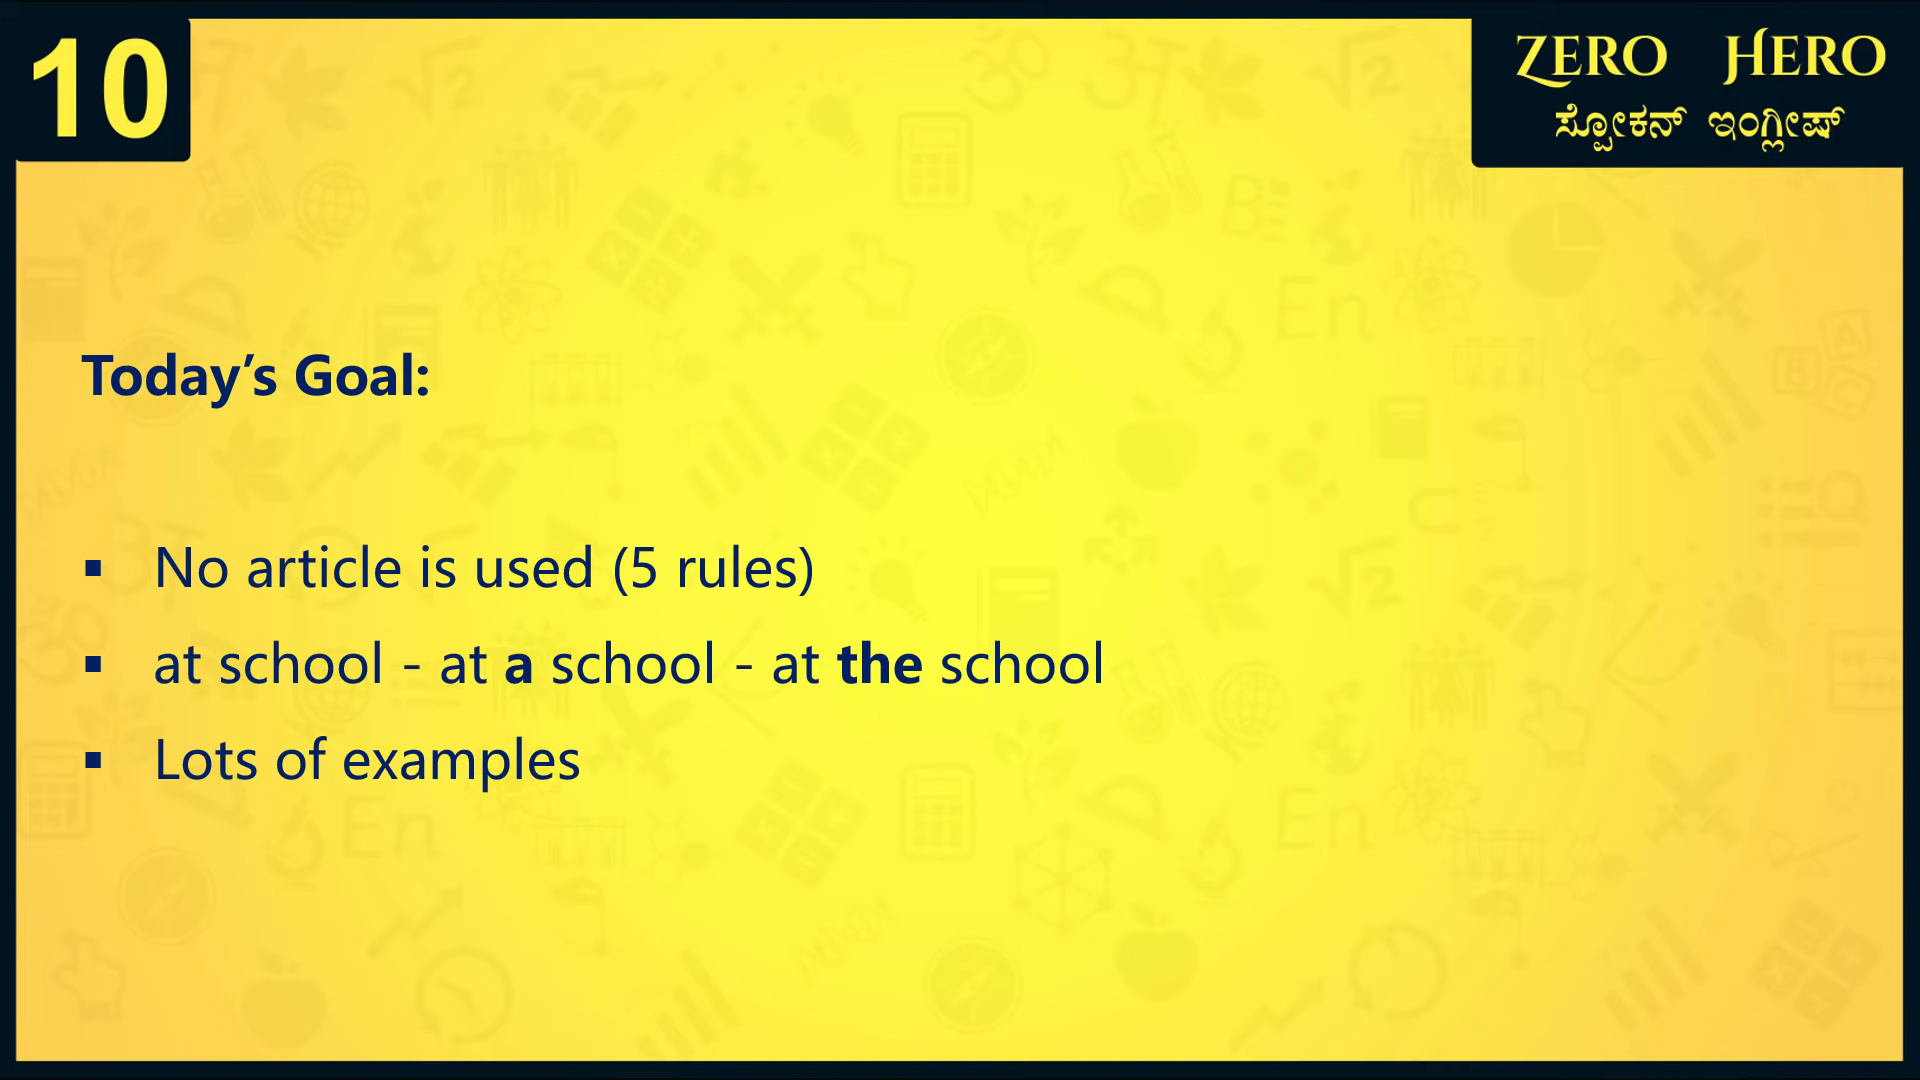 10
ZERO HERO
ಸ್ಪೋಕನ್ ಇಂಗ್ಲೀಷ್
Today’s Goal:
▪ No article is used (5 rules)
▪ at school - at a school - at the school
▪ Lots of examples